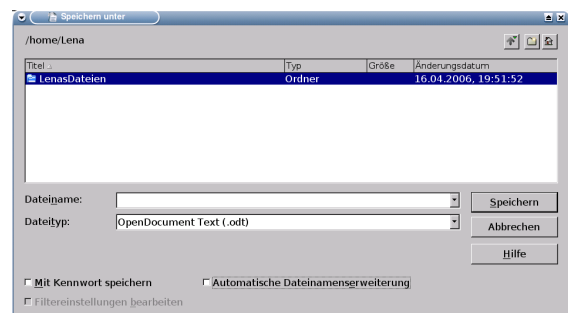 Speichern unter
/home/Lena
Titel Typ Größe Änderungsdatum
LenasDateien Ordner 16.04.2006, 19:51:52
Dateiname: Speichern
Dateityp: OpenDocument Text (.odt) Abbrechen
Hilfe
Mit Kennwort speichern Automatische Dateinamenserweiterung
Filtereinstellungen bearbeiten